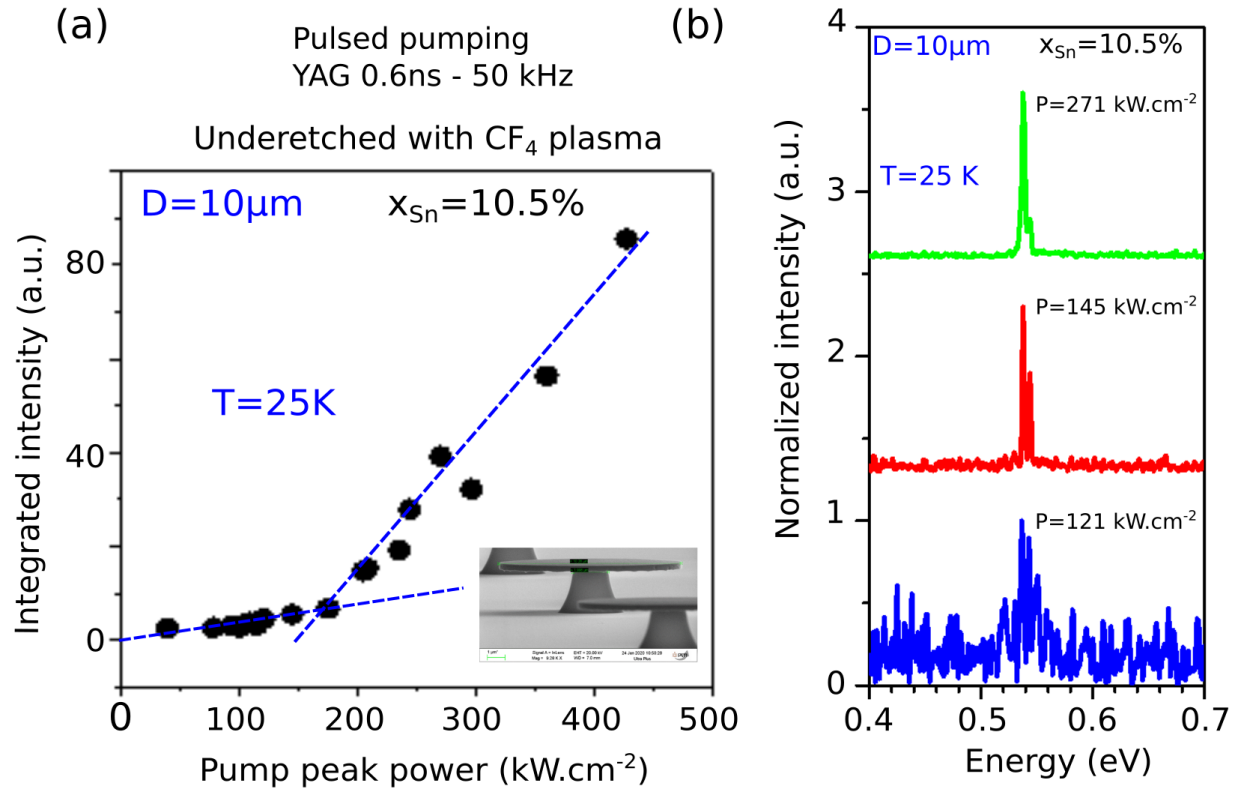 (a)
Pulsed pumping
YAG 0.6ns - 50 kHz
Underetched with CF4 plasma
D=10μm
xSn=10.5%
T=25K
Integrated intensity (a.u.)
80
40
0
0 100 200 300 400 500
Pump peak power (kW.cm-2)
1 µm
(b)
D=10μm
xSn=10.5%
P=271 kW.cm-2
T=25 K
P=145 kW.cm-2
P=121 kW.cm-2
Normalized intensity (a.u.)
4
3
2
1
0
0.4 0.5 0.6 0.7
Energy (eV)